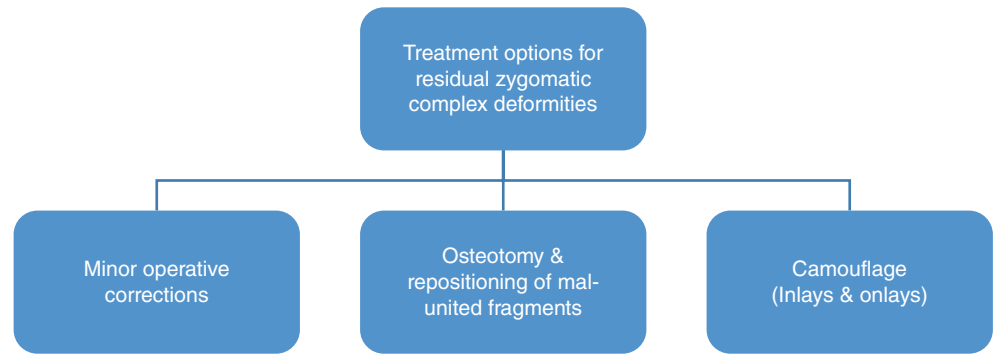 Treatment options for
residual zygomatic
complex deformities
Minor operative
corrections
Osteotomy &
repositioning of mal-
united fragments
Camouflage
(Inlays & onlays)